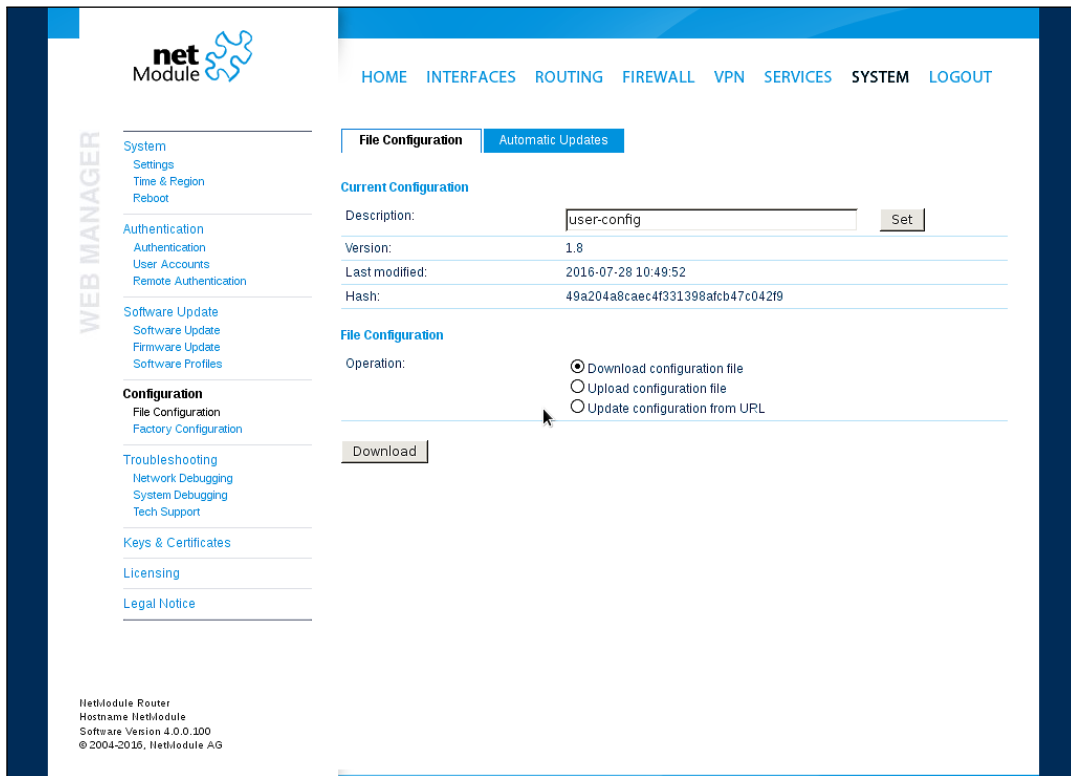 net
Module
HOME INTERFACES ROUTING FIREWALL VPN SERVICES SYSTEM LOGOUT
WEB MANAGER
System
Settings
Time & Region
Reboot
Authentication
Authentication
User Accounts
Remote Authentication
Software Update
Software Update
Firmware Update
Software Profiles
Configuration
File Configuration
Factory Configuration
Troubleshooting
Network Debugging
System Debugging
Tech Support
Keys & Certificates
Licensing
Legal Notice
NetModule Router
Hostname NetModule
Software Version 4.0.0.100
© 2004-2016, NetModule AG
File Configuration Automatic Updates
Current Configuration
Description: user-config Set
Version: 1.8
Last modified: 2016-07-28 10:49:52
Hash: 49a204a8caec4f331398afcb47c042f9
File Configuration
Operation: Download configuration file
Upload configuration file
Update configuration from URL
Download